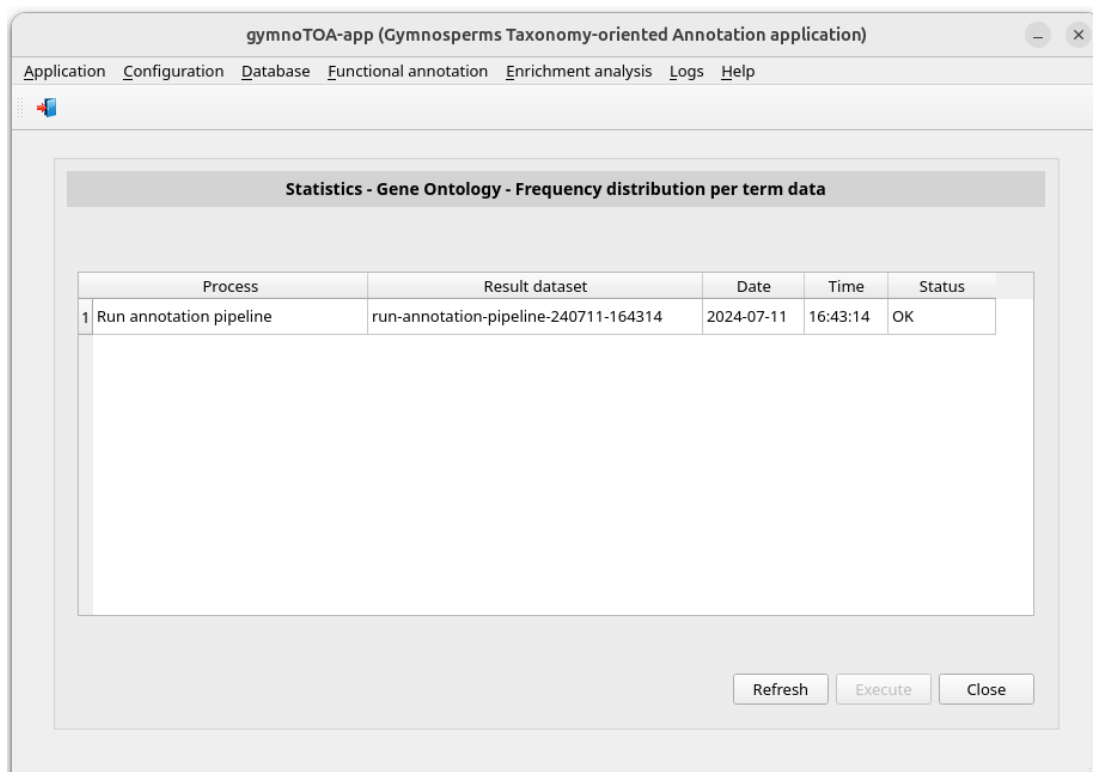 gymnoTOA-app (Gymnosperms Taxonomy-oriented Annotation application)
Application Configuration Database Functional annotation Enrichment analysis Logs Help
Statistics - Gene Ontology - Frequency distribution per term data
Process Result dataset Date Time Status
1 Run annotation pipeline run-annotation-pipeline-240711-164314 2024-07-11 16:43:14 OK
Refresh Execute Close